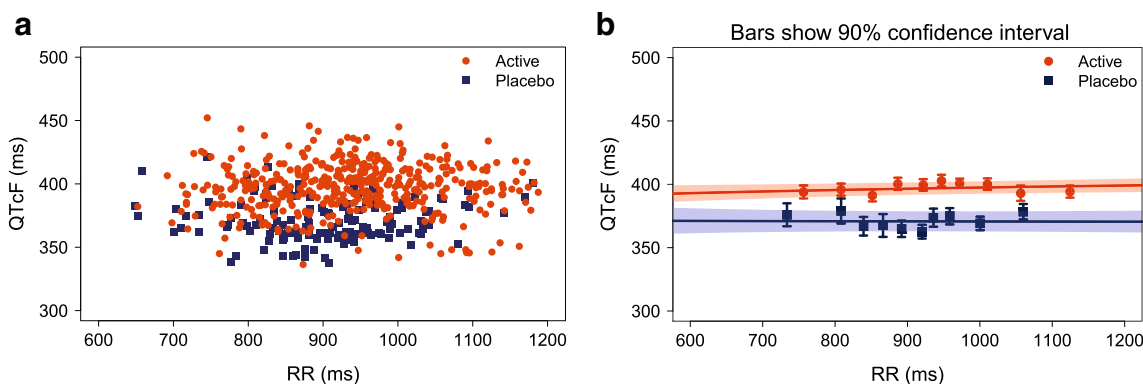 a
500
450
400
350
300
QTcF (ms)
600 700 800 900 1000 1100 1200
RR (ms)
Active
Placebo
b
Bars show 90% confidence interval
500
450
400
350
300
QTcF (ms)
600 700 800 900 1000 1100
RR (ms)
Active
Placebo